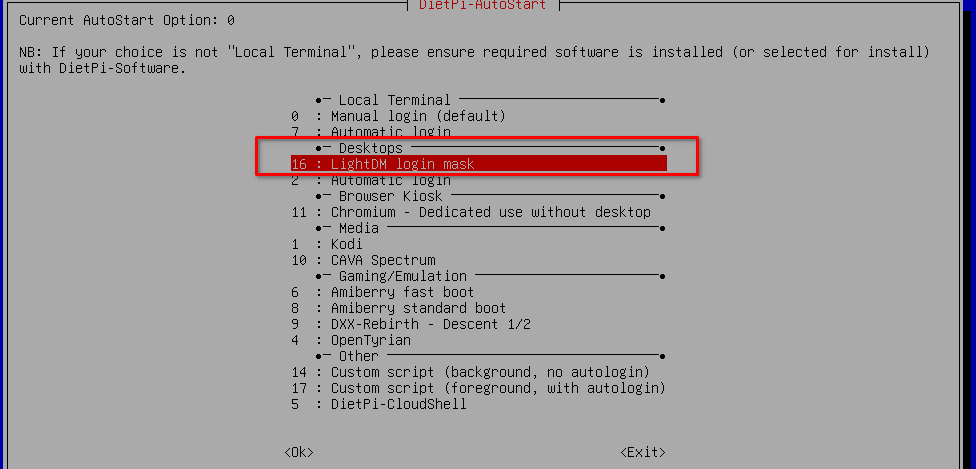 DietPi-AutoStart
Current AutoStart Option: 0
NB: If your choice is not "Local Terminal", please ensure required software is installed (or selected for install)
with DietPi-Software.
Local Terminal
0 : Manual login (default)
7 : Automatic login
Desktops
16 : LightDM login mask
2 : Automatic login
Browser Kiosk
11 : Chromium - Dedicated use without desktop
Media
1 : Kodi
10 : CAVA Spectrum
Gaming/Emulation
6 : Amiberry fast boot
8 : Amiberry standard boot
9 : DXX-Rebirth - Descent 1/2
4 : OpenTyrian
Other
14 : Custom script (background, no autologin)
17 : Custom script (foreground, with autologin)
5 : DietPi-CloudShell
<Ok> <Exit>